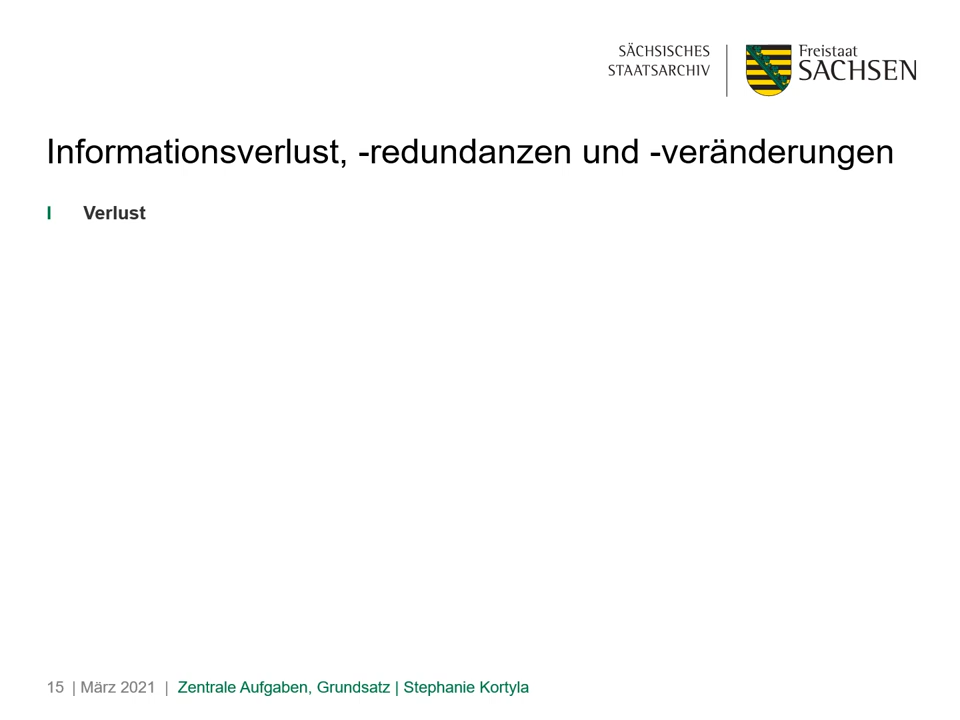 SÄCHSISCHES
STAATSARCHIV
Freistaat
SACHSEN
Informationsverlust, -redundanzen und -veränderungen
I Verlust
15 | März 2021 | Zentrale Aufgaben, Grundsatz | Stephanie Kortyla